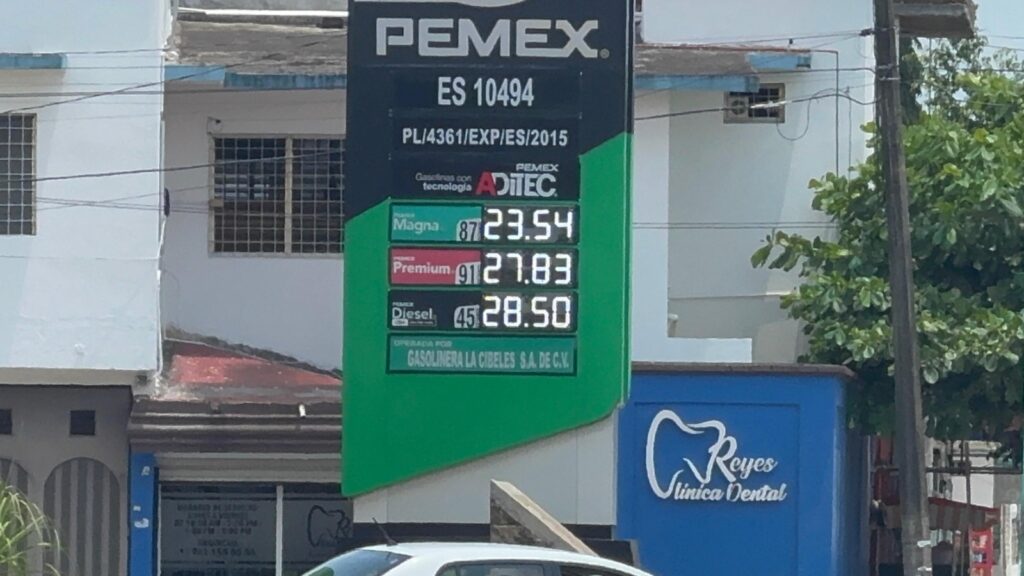 PEMEX®
ES 10494
PL/4361/EXP/ES/2015
Gasolinas con tecnología
PEMEX
ADITEC
Magna 87 23.54
Premium 91 27.83
PEMEX
Diesel 45 28.50
OPERADA POR
GASOLINERA LA CIBELES S.A. DE C.V.
Reyes
Clínica Dental